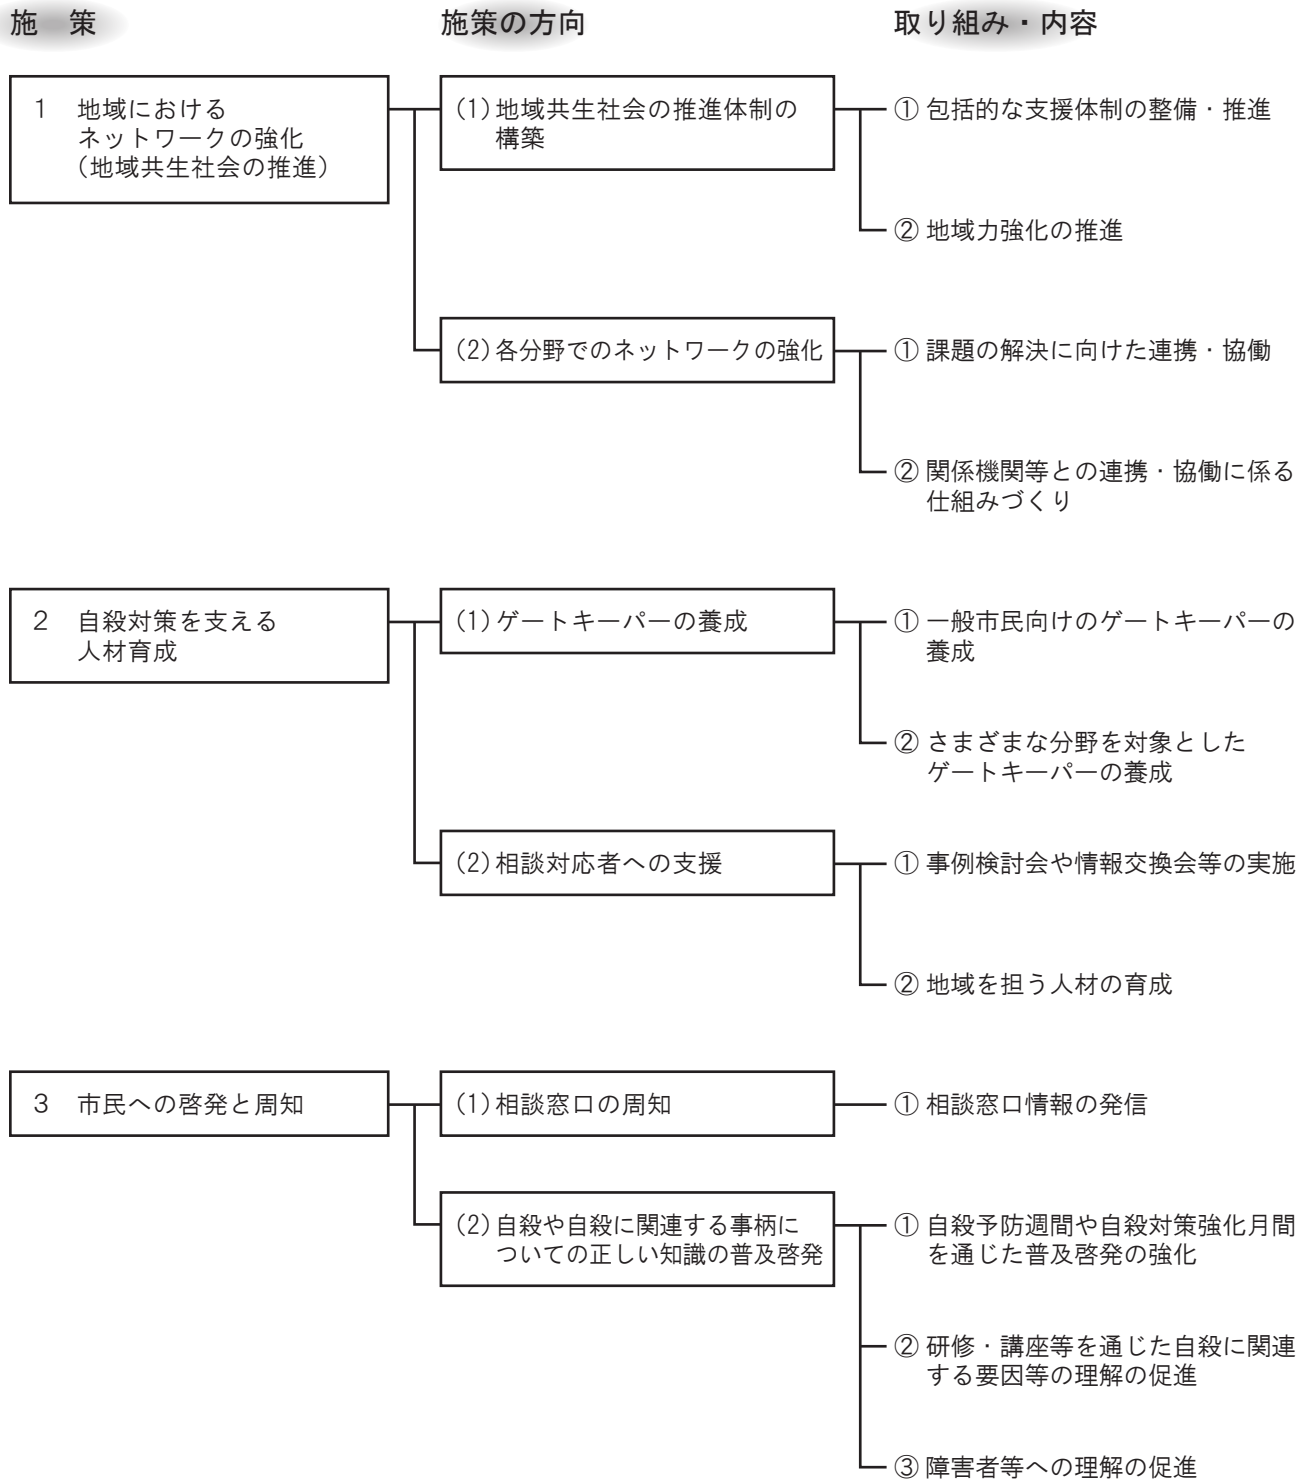 施　策　施策の方向　取り組み・内容
1　地域における
ネットワークの強化
（地域共生社会の推進）
(1)地域共生社会の推進体制の
構築
① 包括的な支援体制の整備・推進
② 地域力強化の推進
(2)各分野でのネットワークの強化
① 課題の解決に向けた連携・協働
② 関係機関等との連携・協働に係る
仕組みづくり
2　自殺対策を支える
人材育成
(1)ゲートキーパーの養成
① 一般市民向けのゲートキーパーの
養成
② さまざまな分野を対象とした
ゲートキーパーの養成
(2)相談対応者への支援
① 事例検討会や情報交換会等の実施
② 地域を担う人材の育成
3　市民への啓発と周知
(1)相談窓口の周知
① 相談窓口情報の発信
(2)自殺や自殺に関連する事柄に
ついての正しい知識の普及啓発
① 自殺予防週間や自殺対策強化月間
を通じた普及啓発の強化
② 研修・講座等を通じた自殺に関連
する要因等の理解の促進
③ 障害者等への理解の促進